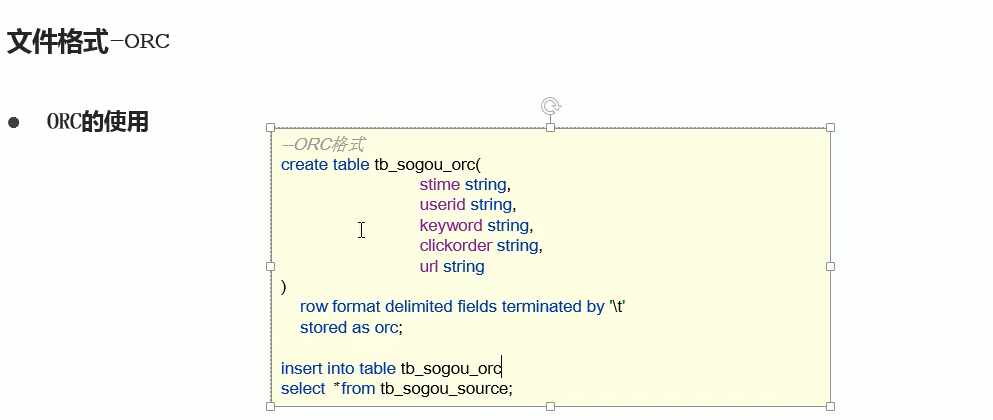 文件格式-ORC
● ORC的使用
--ORC格式
create table tb_sogou_orc(
stime string,
userid string,
keyword string,
clickorder string,
url string
)
row format delimited fields terminated by '\t'
stored as orc;
insert into table tb_sogou_orc
select *from tb_sogou_source;